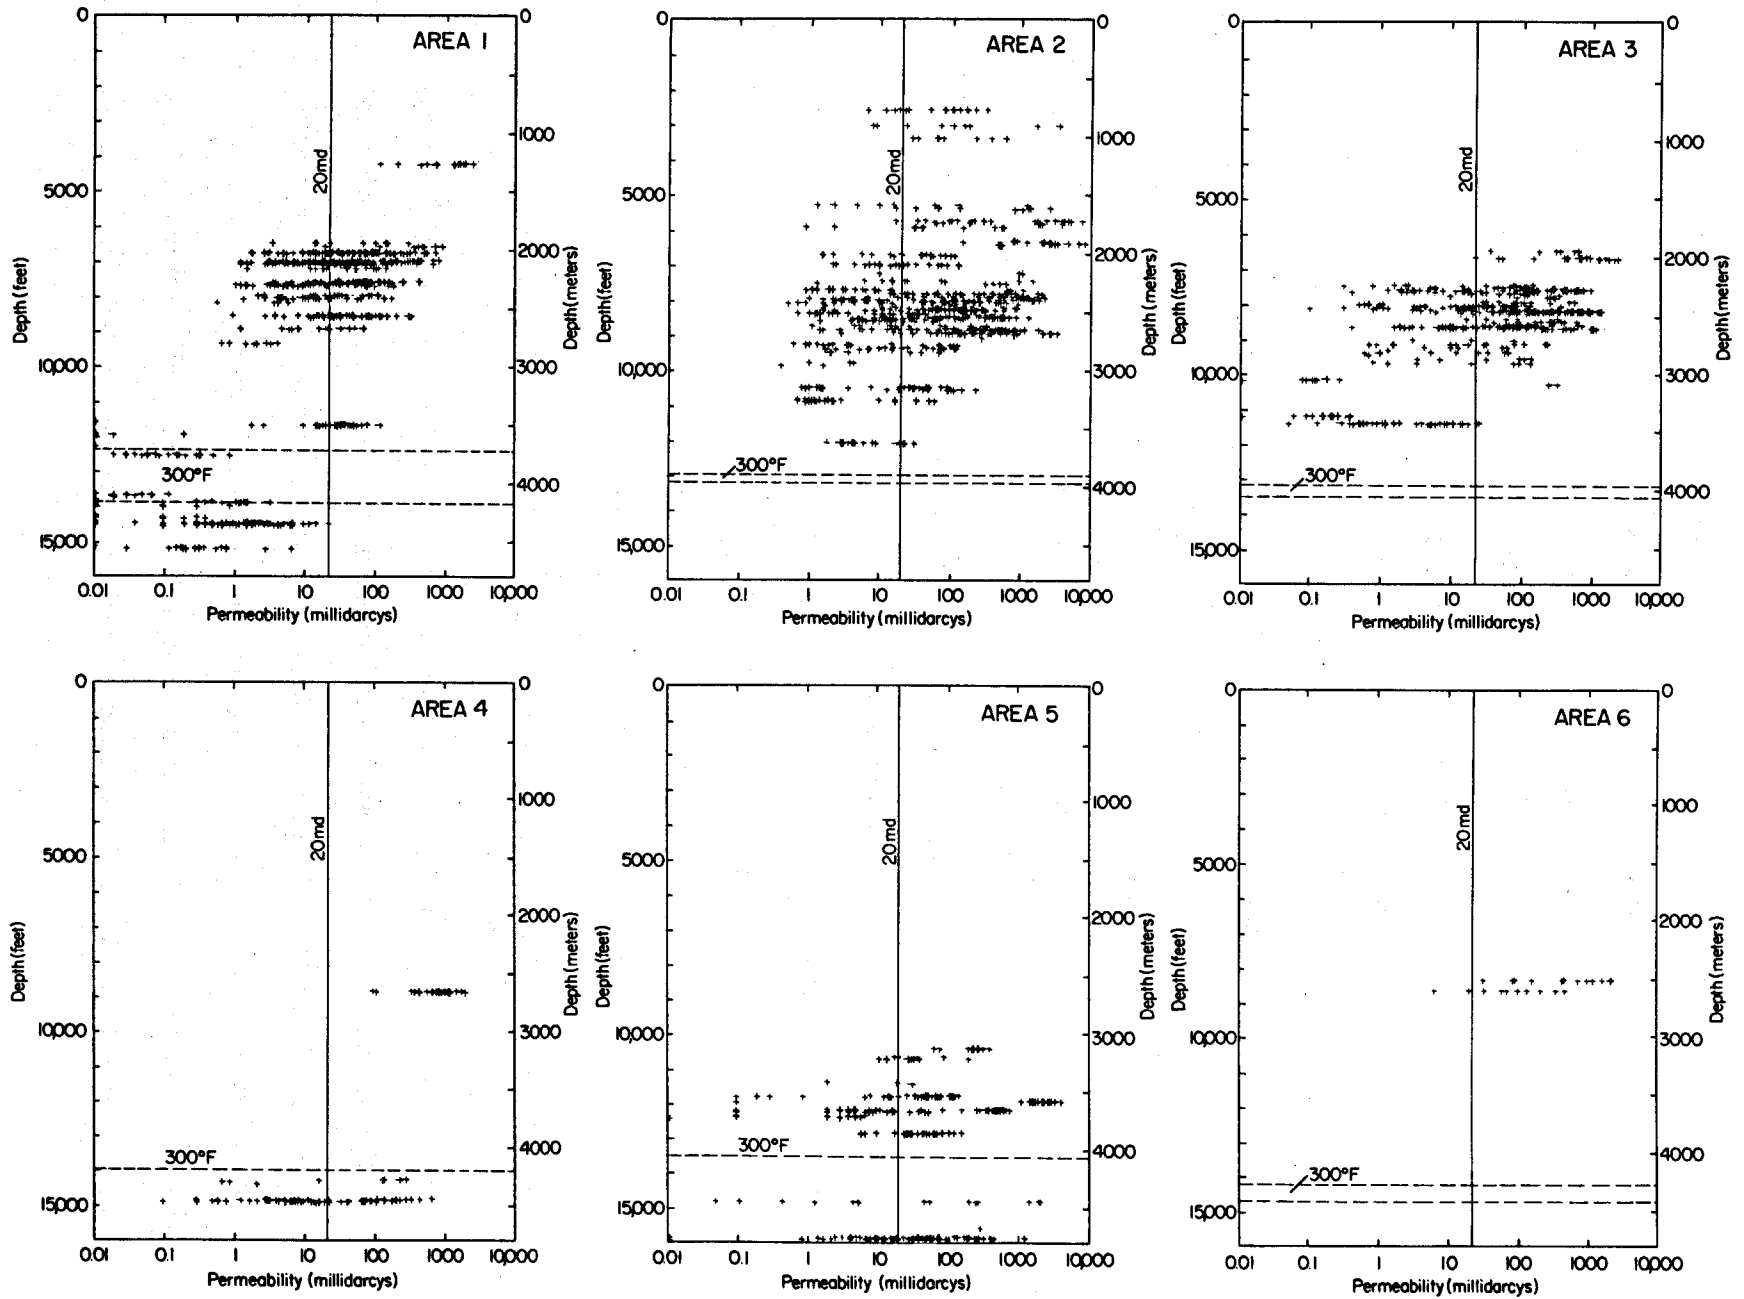 AREA 1
0
5000
10,000
15,000
Depth (feet)
0
1000
2000
3000
4000
Depth (meters)
20md
300°F
0.01 0.1 1 10 100 1000 10,000
Permeability (millidarcys)
AREA 2
0
5000
10,000
15,000
Depth (feet)
0
1000
2000
3000
4000
Depth (meters)
20md
300°F
0.01 0.1 1 10 100 1000 10,000
Permeability (millidarcys)
AREA 3
0
5000
10,000
15,000
Depth (feet)
0
1000
2000
3000
4000
Depth (meters)
20md
300°F
0.01 0.1 1 10 100 1000 10,000
Permeability (millidarcys)
AREA 4
0
5000
10,000
15,000
Depth (feet)
0
1000
2000
3000
4000
Depth (meters)
20md
300°F
0.01 0.1 1 10 100 1000 10,000
Permeability (millidarcys)
AREA 5
0
5000
10,000
15,000
Depth (feet)
0
1000
2000
3000
4000
Depth (meters)
20md
300°F
0.01 0.1 1 10 100 1000 10,000
Permeability (millidarcys)
AREA 6
0
5000
10,000
15,000
Depth (feet)
0
1000
2000
3000
4000
Depth (meters)
20md
300°F
0.01 0.1 1 10 100 1000 10,000
Permeability (millidarcys)